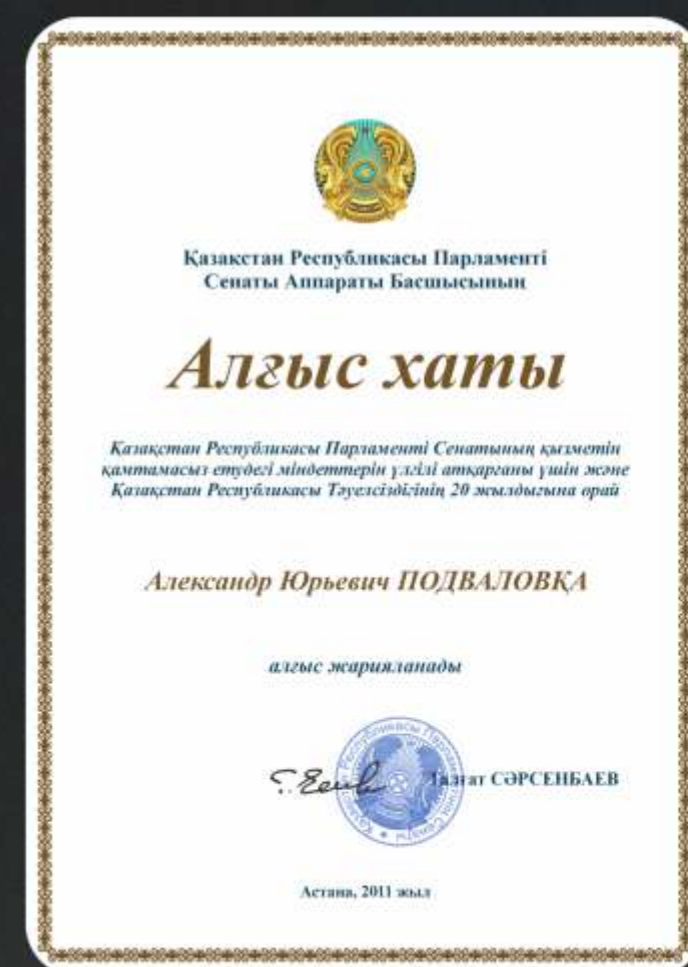 Қазақстан Республикасы Парламенті
Сенаты Аппараты Басшысының
Алғыс хаты
Қазақстан Республикасы Парламенті Сенатының қызметін
қамтамасыз етудегі міндеттерін үлгілі атқарғаны үшін және
Қазақстан Республикасы Тәуелсіздігінің 20 жылдығына орай
Александр Юрьевич ПОДВАЛОВҚА
алғыс жарияланады
Талғат СӘРСЕНБАЕВ
Астана, 2011 жыл